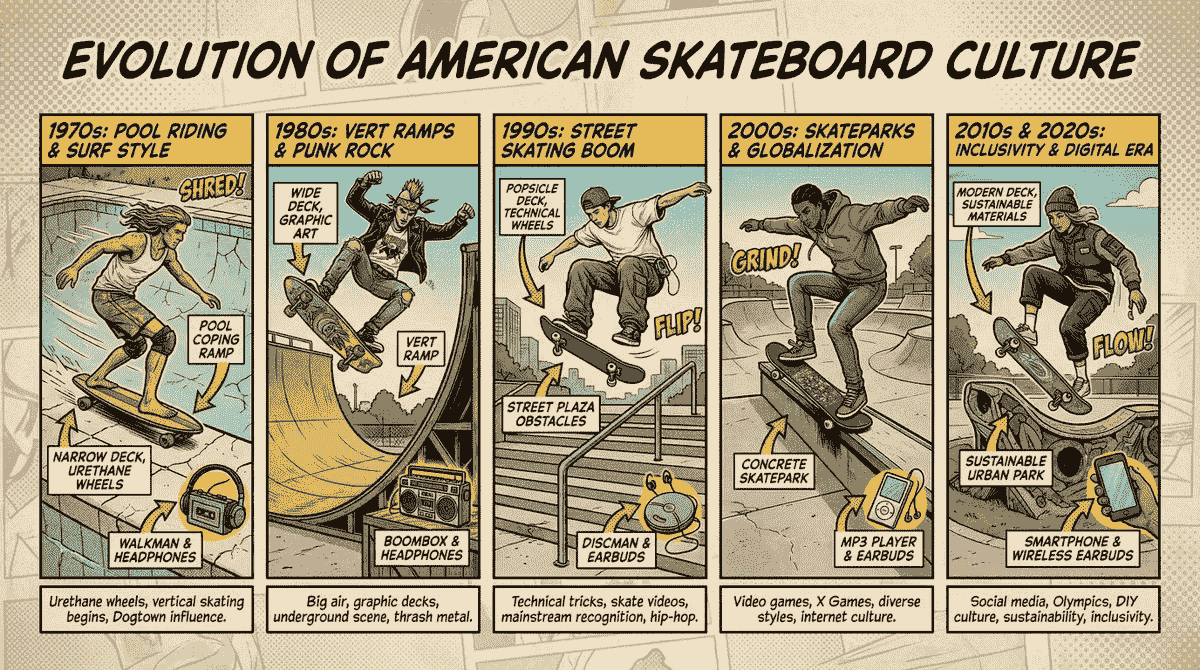 EVOLUTION OF AMERICAN SKATEBOARD CULTURE
1970s: POOL RIDING
& SURF STYLE
SHRED!
POOL
COPING
RAMP
NARROW DECK,
URETHANE
WHEELS
WALKMAN &
HEADPHONES
Urethane wheels, vertical skating
begins, Dogtown influence.
1980s: VERT RAMPS
& PUNK ROCK
WIDE
DECK,
GRAPHIC
ART
VERT
RAMP
BOOMBOX &
HEADPHONES
Big air, graphic decks,
underground scene, thrash metal.
1990s: STREET
SKATING BOOM
POPSICLE
DECK,
TECHNICAL
WHEELS
FLIP!
STREET PLAZA
OBSTACLES
DISCMAN &
EARBUDS
Technical tricks, skate videos,
mainstream recognition, hip-hop.
2000s: SKATEPARKS
& GLOBALIZATION
GRIND!
CONCRETE
SKATEPARK
MP3 PLAYER
& EARBUDS
Video games, X Games, diverse
styles, internet culture.
2010s & 2020s:
INCLUSIVITY & DIGITAL ERA
MODERN DECK,
SUSTAINABLE
MATERIALS
FLOW!
SUSTAINABLE
URBAN PARK
SMARTPHONE &
WIRELESS EARBUDS
Social media, Olympics, DIY
culture, sustainability, inclusivity.